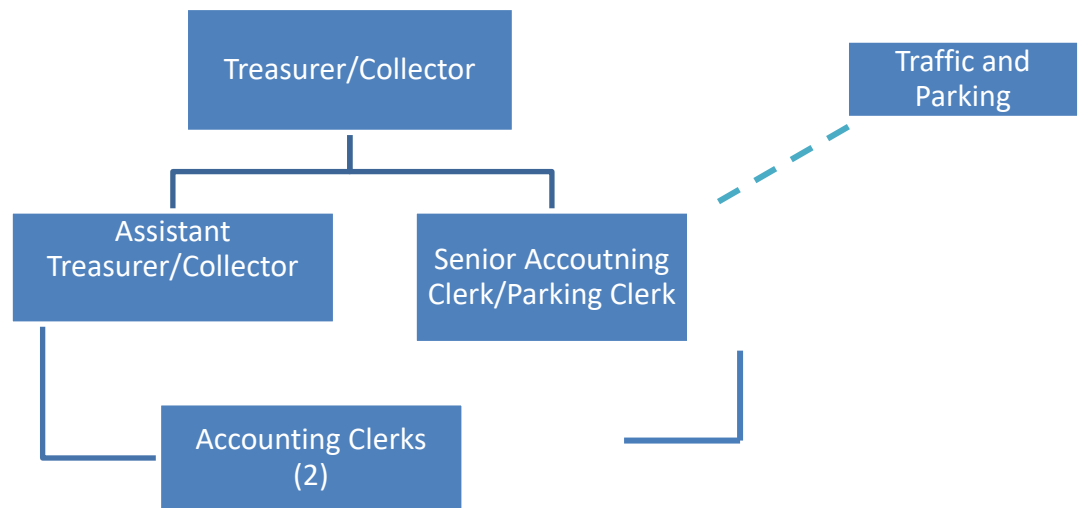 Treasurer/Collector
Traffic and
Parking
Assistant
Treasurer/Collector
Senior Accoutning
Clerk/Parking Clerk
Accounting Clerks
(2)